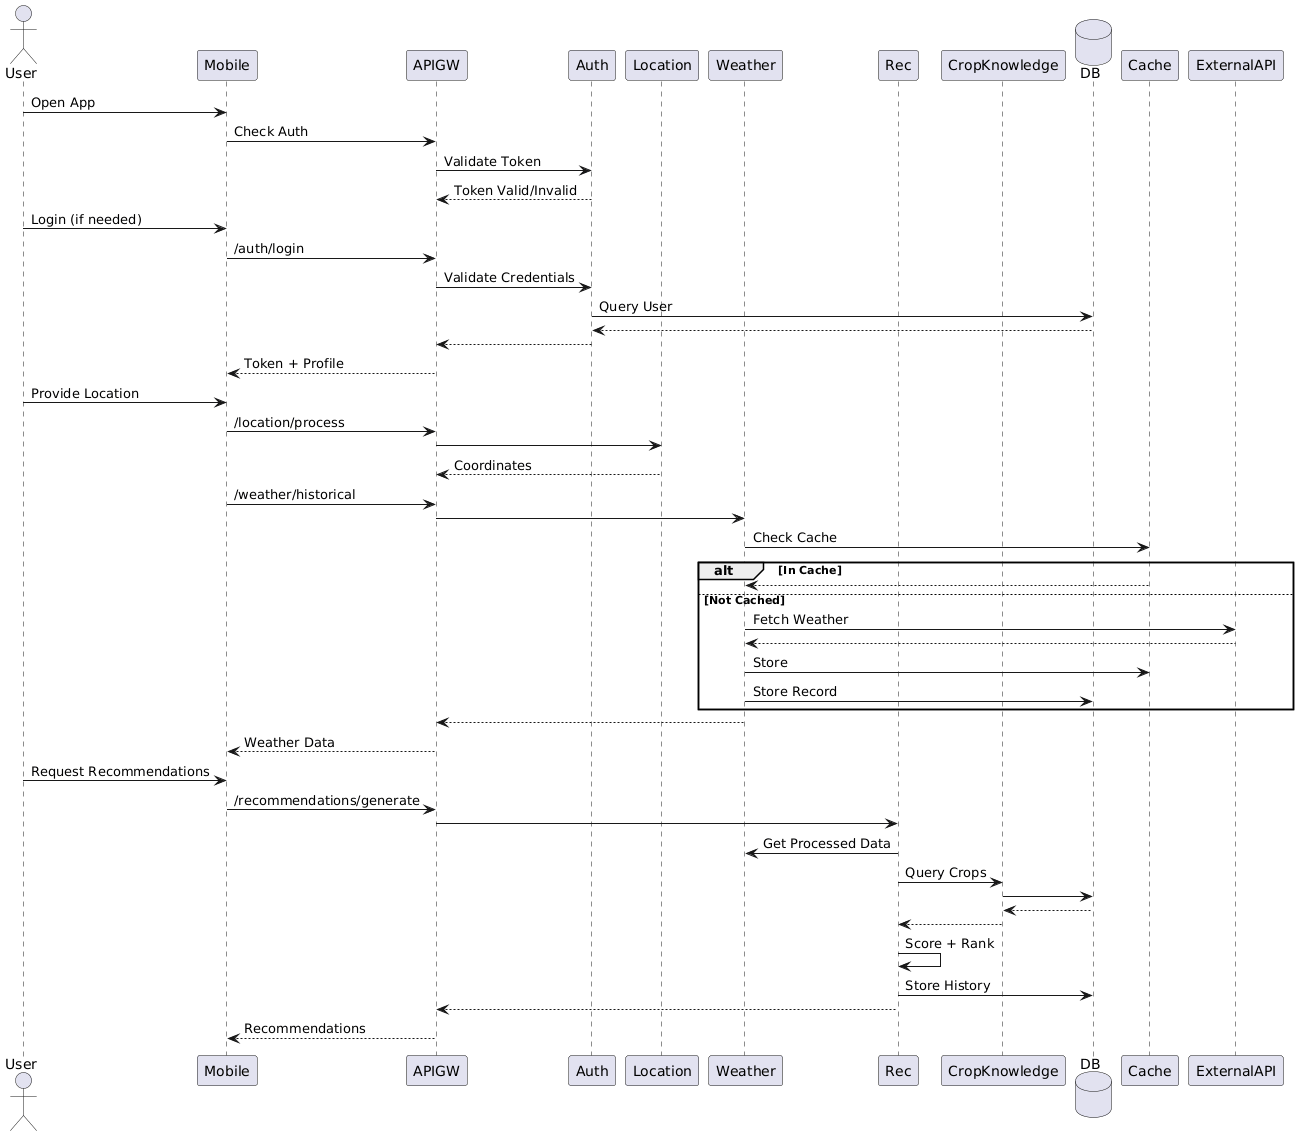 User
Mobile
APIGW
Auth
Location
Weather
Rec
CropKnowledge
DB
Cache
ExternalAPI
Open App
Check Auth
Validate Token
Token Valid/Invalid
Login (if needed)
/auth/login
Validate Credentials
Query User
Token + Profile
Provide Location
/location/process
Coordinates
/weather/historical
Check Cache
alt
[In Cache]
[Not Cached]
Fetch Weather
Store
Store Record
Weather Data
Request Recommendations
/recommendations/generate
Get Processed Data
Query Crops
Score + Rank
Store History
Recommendations
User
Mobile
APIGW
Auth
Location
Weather
Rec
CropKnowledge
DB
Cache
ExternalAPI